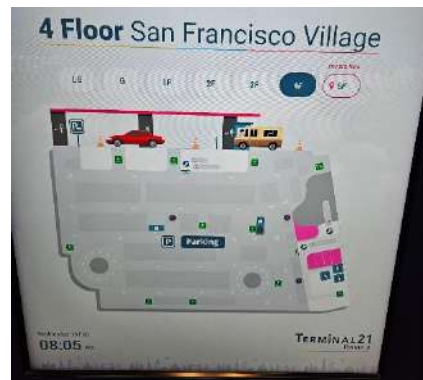 4 Floor San Francisco Village
LG G 1F 2F 3F 4F 5F
P
Parking
08:05
TERMINAL21